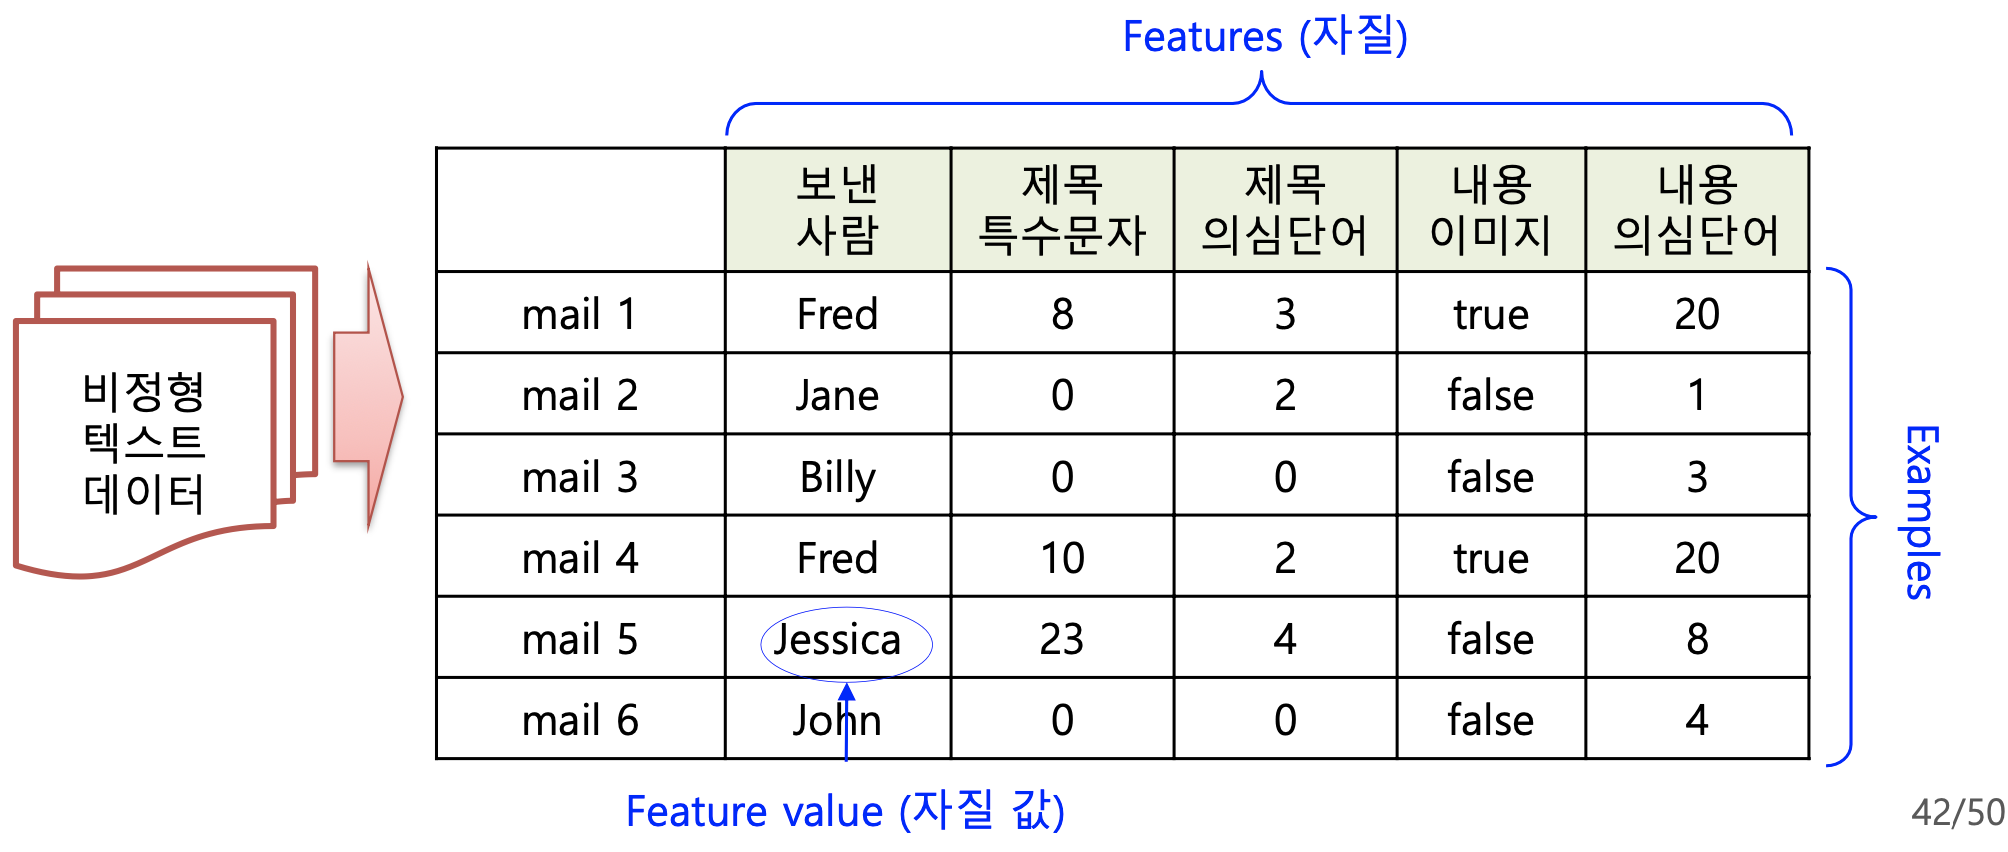 Features (자질)
보낸 사람 제목 특수문자 제목 의심단어 내용 이미지 내용 의심단어
mail 1 Fred 8 3 true 20
mail 2 Jane 0 2 false 1
mail 3 Billy 0 0 false 3
mail 4 Fred 10 2 true 20
mail 5 Jessica 23 4 false 8
mail 6 John 0 0 false 4
비정형
텍스트
데이터
Examples
Feature value (자질 값)
42/50